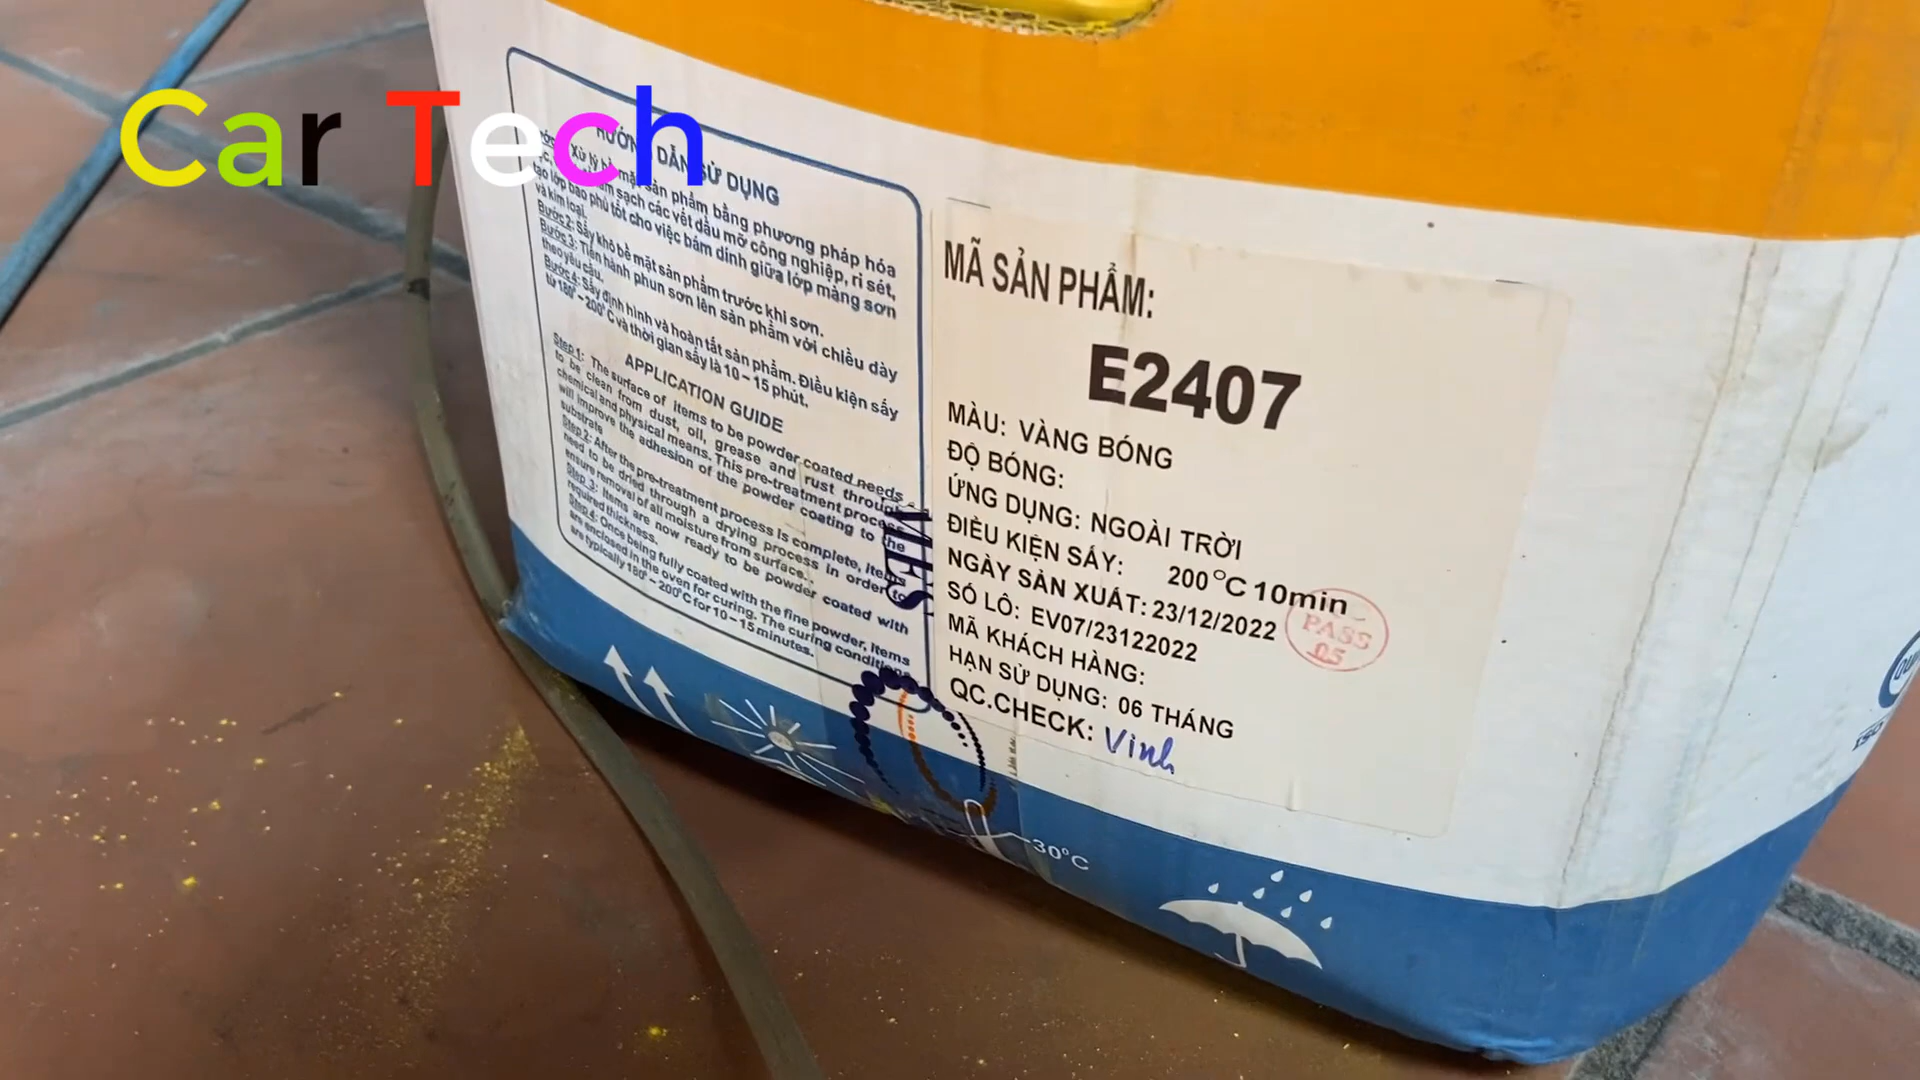 Car Tech
DẪN SỬ DỤNG
mặt sản phẩm bằng phương pháp hóa
sạch các vết dầu mỡ công nghiệp, rỉ sét,
tạo lớp bao phủ tốt cho việc bám dính giữa lớp màng sơn
và kim loại.
Bước 2: Sấy khô bề mặt sản phẩm trước khi sơn.
Bước 3: Tiến hành phun sơn lên sản phẩm với chiều dày
theo yêu cầu.
Bước 4: Sấy định hình và hoàn tất sản phẩm. Điều kiện sấy
từ 180° ~ 200°C và thời gian sấy là 10 – 15 phút.
APPLICATION GUIDE
Step 1: The surface of items to be powder coated needs
to be clean from dust, oil, grease and rust through
chemical and physical means. This pre-treatment process
will improve the adhesion of the powder coating to the
substrate
Step 2: After the pre-treatment process is complete, items
need to be dried through a drying process in order to
ensure removal of all moisture from surface.
Step 3: Items are now ready to be powder coated with
required thickness.
Step 4: Once being fully coated with the fine powder, items
are enclosed in the oven for curing. The curing conditions
are typically 180° ~ 200°C for 10 – 15 minutes.
MÃ SẢN PHẨM:
E2407
MÀU: VÀNG BÓNG
ĐỘ BÓNG:
ỨNG DỤNG: NGOÀI TRỜI
ĐIỀU KIỆN SẤY: 200°C 10min
NGÀY SẢN XUẤT: 23/12/2022
SỐ LÔ: EV07/23122022
MÃ KHÁCH HÀNG:
HẠN SỬ DỤNG: 06 THÁNG
QC.CHECK: Vinh
PASS
05
30°C